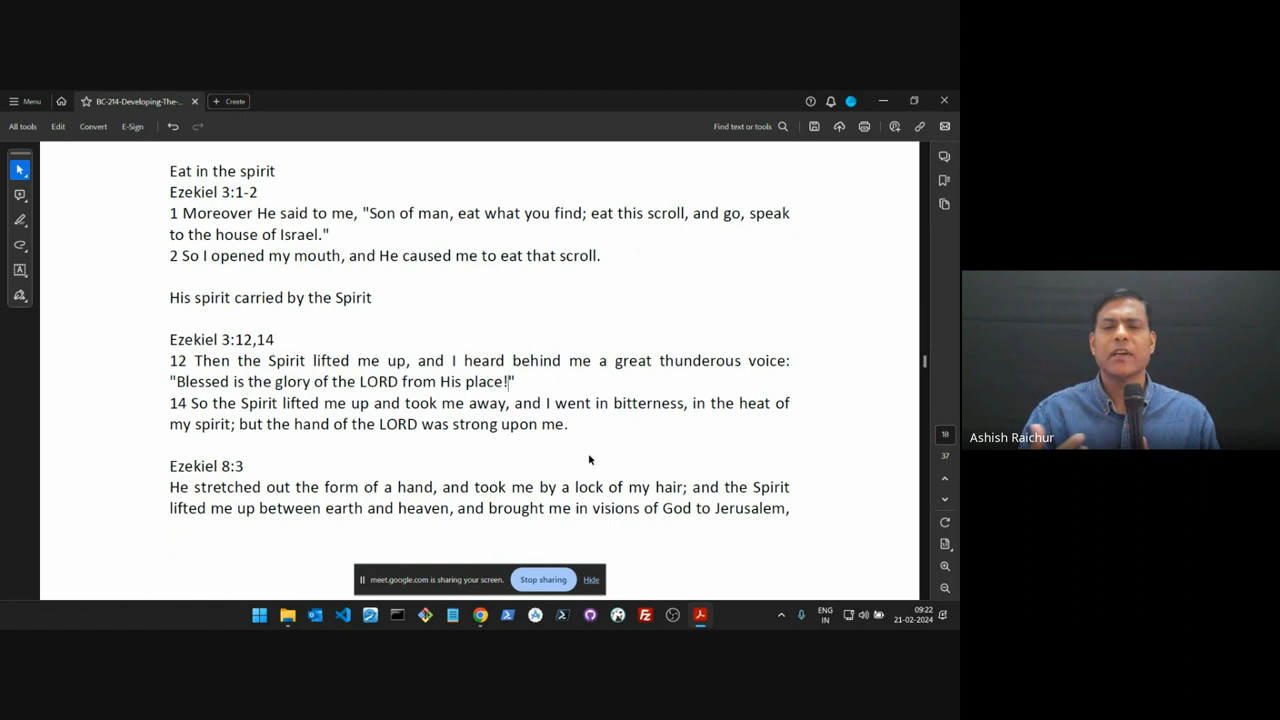 Menu
BC-214-Developing-The-...
Create
All tools
Edit
Convert
E-Sign
Find text or tools
Eat in the spirit
Ezekiel 3:1-2
1 Moreover He said to me, "Son of man, eat what you find; eat this scroll, and go, speak
to the house of Israel."
2 So I opened my mouth, and He caused me to eat that scroll.
His spirit carried by the Spirit
Ezekiel 3:12,14
12 Then the Spirit lifted me up, and I heard behind me a great thunderous voice:
"Blessed is the glory of the LORD from His place!"
14 So the Spirit lifted me up and took me away, and I went in bitterness, in the heat of
my spirit; but the hand of the LORD was strong upon me.
Ezekiel 8:3
He stretched out the form of a hand, and took me by a lock of my hair; and the Spirit
lifted me up between earth and heaven, and brought me in visions of God to Jerusalem,
18
37
meet.google.com is sharing your screen.
Stop sharing
Hide
ENG
IN
09:22
21-02-2024
Ashish Raichur